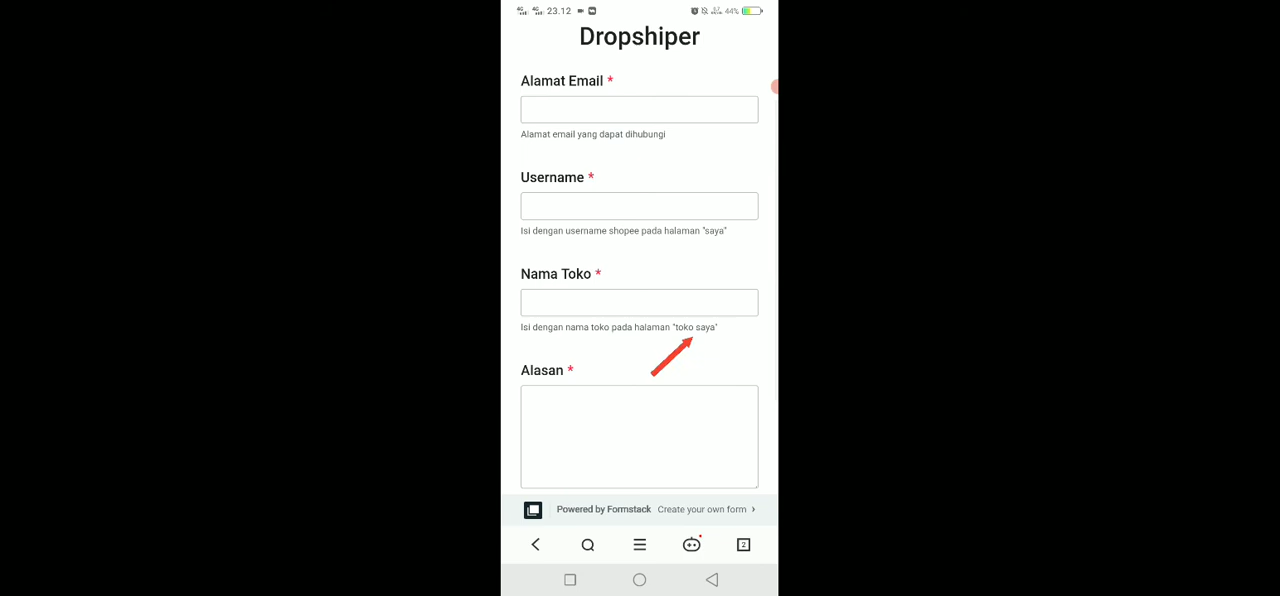 23.12
44%
Dropshiper
Alamat Email *
Alamat email yang dapat dihubungi
Username *
Isi dengan username shopee pada halaman "saya"
Nama Toko *
Isi dengan nama toko pada halaman "toko saya"
Alasan *
Powered by Formstack Create your own form ›
2